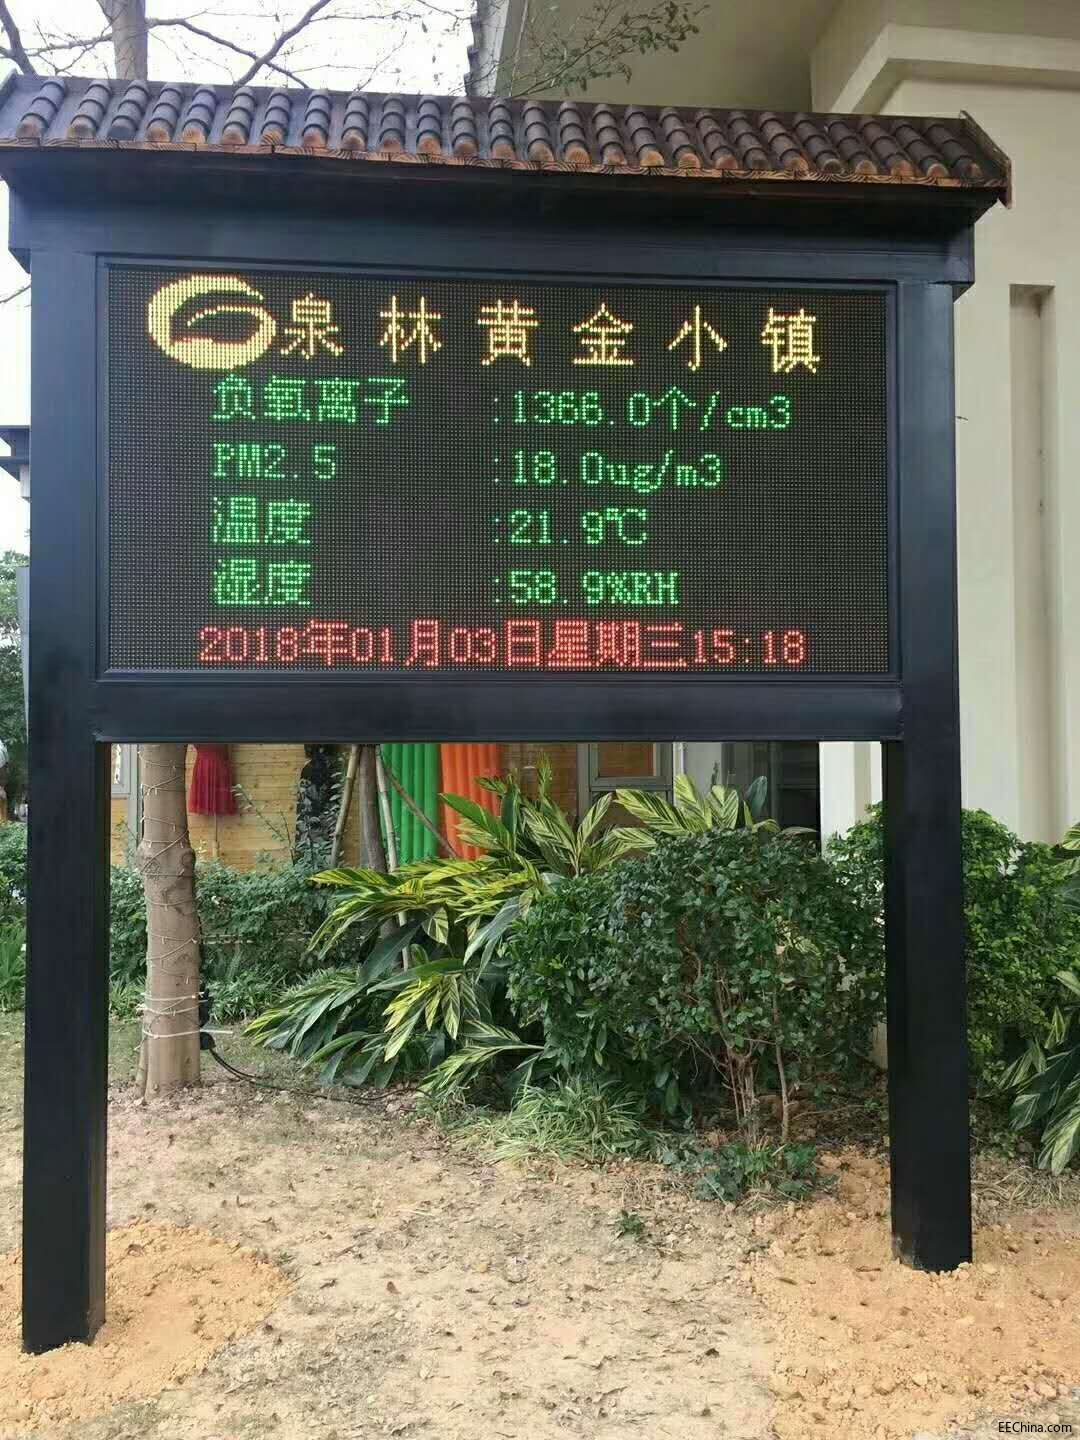 泉林黄金小镇
负氧离子 :1366.0个/cm3
PM2.5 :18.0ug/m3
温度 :21.9℃
湿度 :58.9%RH
2018年01月03日星期三15:18
EEChina.com